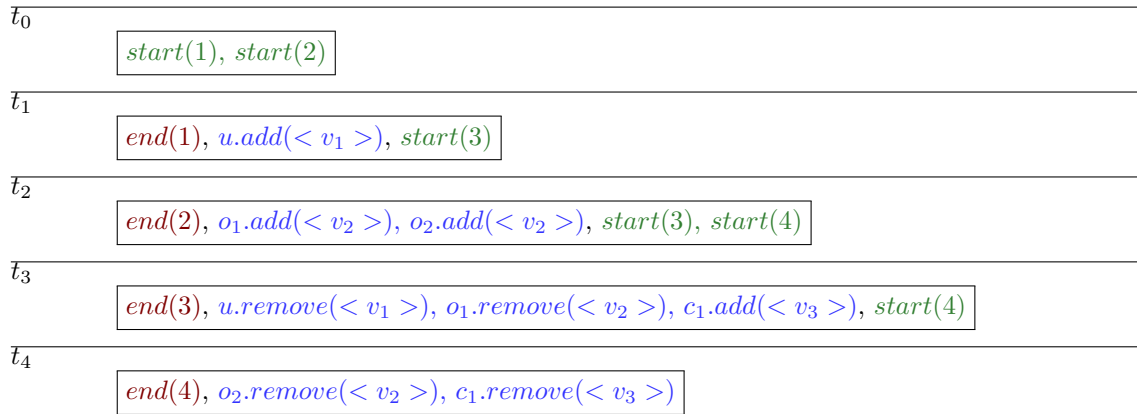 t₀
start(1), start(2)
t₁
end(1), u.add(< v₁ >), start(3)
t₂
end(2), o₁.add(< v₂ >), o₂.add(< v₂ >), start(3), start(4)
t₃
end(3), u.remove(< v₁ >), o₁.remove(< v₂ >), c₁.add(< v₃ >), start(4)
t₄
end(4), o₂.remove(< v₂ >), c₁.remove(< v₃ >)